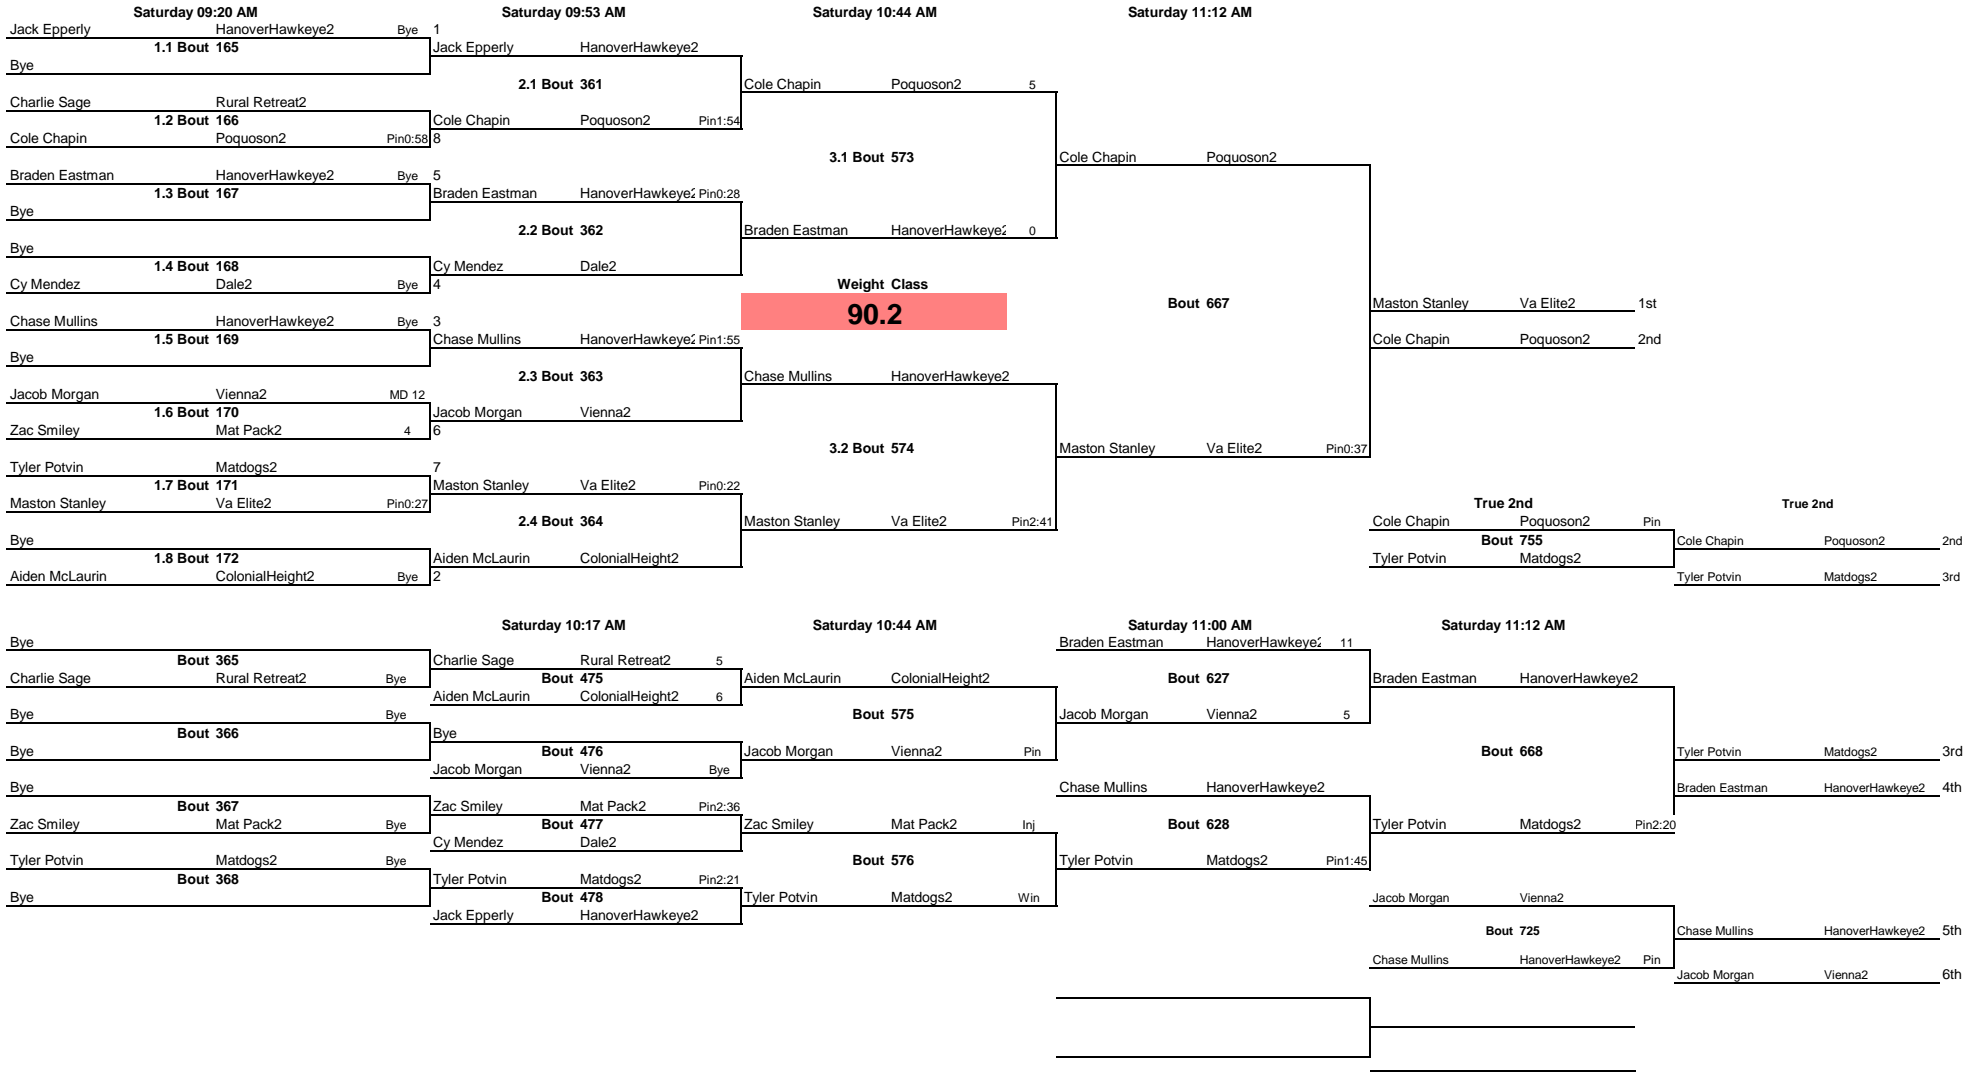 Saturday 09:20 AM Saturday 09:53 AM Saturday 10:44 AM Saturday 11:12 AM
Jack Epperly HanoverHawkeye2 Bye 1
1.1 Bout 165 Jack Epperly HanoverHawkeye2
Bye
2.1 Bout 361 Cole Chapin Poquoson2 5
Charlie Sage Rural Retreat2
1.2 Bout 166 Cole Chapin Poquoson2 Pin1:54
Cole Chapin Poquoson2 Pin0:58 8
3.1 Bout 573 Cole Chapin Poquoson2
Braden Eastman HanoverHawkeye2 Bye 5
1.3 Bout 167 Braden Eastman HanoverHawkeye2 Pin0:28
Bye
2.2 Bout 362 Braden Eastman HanoverHawkeye2 0
Bye
1.4 Bout 168 Cy Mendez Dale2
Cy Mendez Dale2 Bye 4 Weight Class
Bout 667 Maston Stanley Va Elite2 1st
90.2
Chase Mullins HanoverHawkeye2 Bye 3
1.5 Bout 169 Chase Mullins HanoverHawkeye2 Pin1:55 Cole Chapin Poquoson2 2nd
Bye
2.3 Bout 363 Chase Mullins HanoverHawkeye2
Jacob Morgan Vienna2 MD 12
1.6 Bout 170 Jacob Morgan Vienna2
Zac Smiley Mat Pack2 4 6
3.2 Bout 574 Maston Stanley Va Elite2 Pin0:37
Tyler Potvin Matdogs2 7
1.7 Bout 171 Maston Stanley Va Elite2 Pin0:22
Maston Stanley Va Elite2 Pin0:27 True 2nd True 2nd
2.4 Bout 364 Maston Stanley Va Elite2 Pin2:41 Cole Chapin Poquoson2 Pin
Bye Bout 755 Cole Chapin Poquoson2 2nd
1.8 Bout 172 Aiden McLaurin ColonialHeight2 Tyler Potvin Matdogs2
Aiden McLaurin ColonialHeight2 Bye 2 Tyler Potvin Matdogs2 3rd
Saturday 10:17 AM Saturday 10:44 AM Saturday 11:00 AM Saturday 11:12 AM
Bye Braden Eastman HanoverHawkeye2 11
Bout 365 Charlie Sage Rural Retreat2 5
Charlie Sage Rural Retreat2 Bye Bout 475 Aiden McLaurin ColonialHeight2 Bout 627 Braden Eastman HanoverHawkeye2
Aiden McLaurin ColonialHeight2 6
Bye Bye Bout 575 Jacob Morgan Vienna2 5
Bout 366 Bye
Bye Bout 476 Jacob Morgan Vienna2 Pin Bout 668 Tyler Potvin Matdogs2 3rd
Jacob Morgan Vienna2 Bye
Bye Chase Mullins HanoverHawkeye2 Braden Eastman HanoverHawkeye2 4th
Bout 367 Zac Smiley Mat Pack2 Pin2:36
Zac Smiley Mat Pack2 Bye Bout 477 Zac Smiley Mat Pack2 Inj Bout 628 Tyler Potvin Matdogs2 Pin2:20
Cy Mendez Dale2
Tyler Potvin Matdogs2 Bye Bout 576 Tyler Potvin Matdogs2 Pin1:45
Bout 368 Tyler Potvin Matdogs2 Pin2:21
Bye Bout 478 Tyler Potvin Matdogs2 Win Jacob Morgan Vienna2
Jack Epperly HanoverHawkeye2
Bout 725 Chase Mullins HanoverHawkeye2 5th
Chase Mullins HanoverHawkeye2 Pin
Jacob Morgan Vienna2 6th